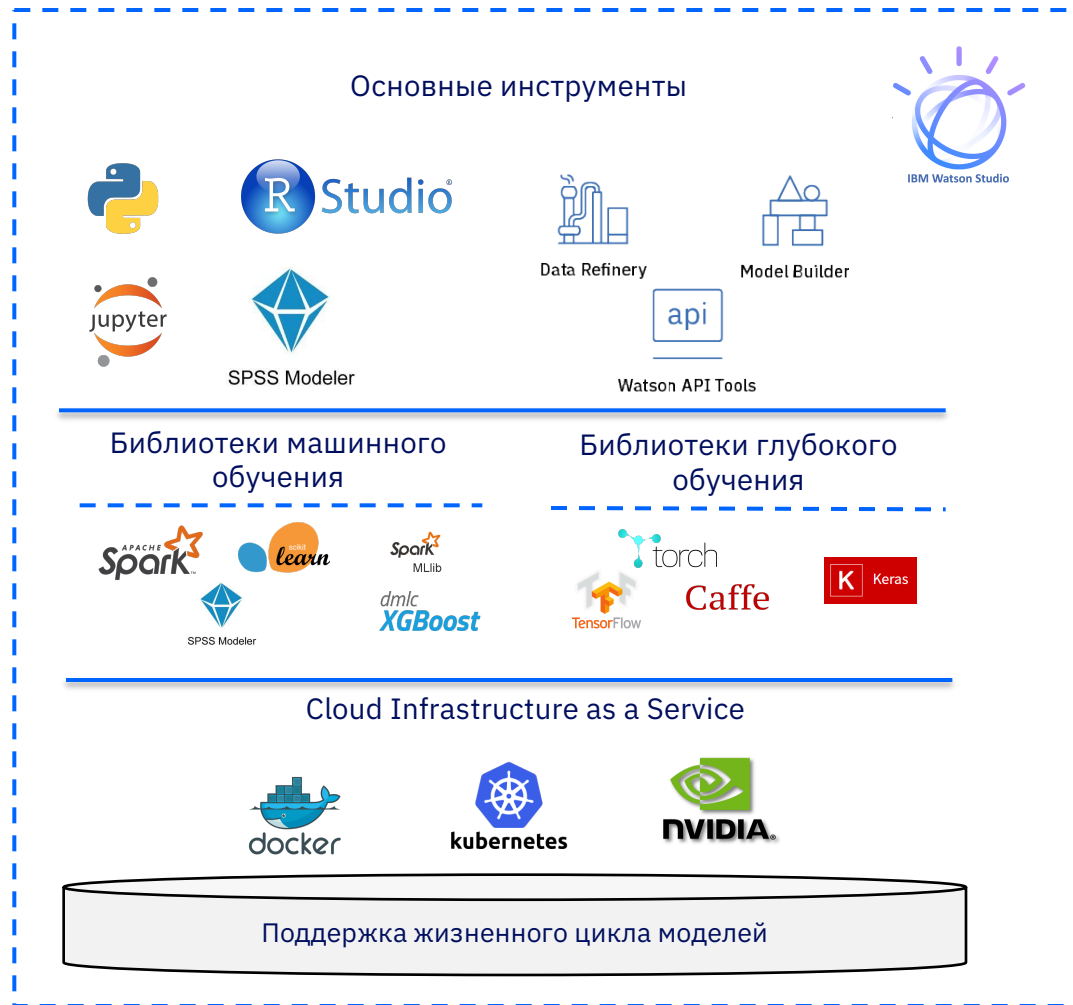 Основные инструменты
IBM Watson Studio
R Studio®
Data Refinery
Model Builder
jupyter
api
SPSS Modeler
Watson API Tools
Библиотеки машинного
обучения
Библиотеки глубокого
обучения
APACHE
Spark™
scikit
learn
Spark
MLlib
SPSS Modeler
dmlc
XGBoost
torch
TensorFlow
Caffe
K Keras
Cloud Infrastructure as a Service
docker
kubernetes
NVIDIA®
Поддержка жизненного цикла моделей